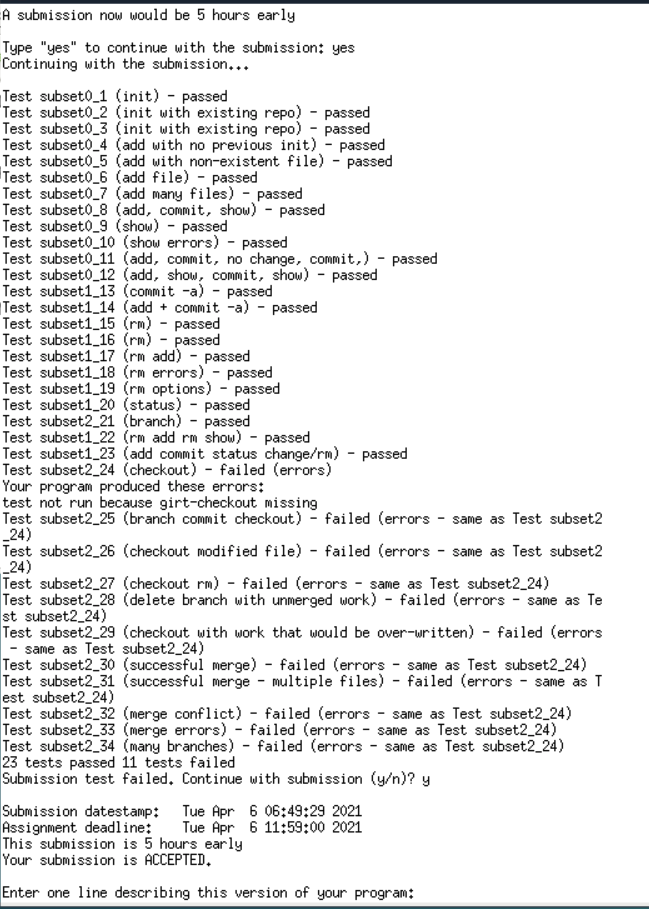 A submission now would be 5 hours early
Type "yes" to continue with the submission: yes
Continuing with the submission...
Test subset0_1 (init) - passed
Test subset0_2 (init with existing repo) - passed
Test subset0_3 (init with existing repo) - passed
Test subset0_4 (add with no previous init) - passed
Test subset0_5 (add with non-existent file) - passed
Test subset0_6 (add file) - passed
Test subset0_7 (add many files) - passed
Test subset0_8 (add, commit, show) - passed
Test subset0_9 (show) - passed
Test subset0_10 (show errors) - passed
Test subset0_11 (add, commit, no change, commit,) - passed
Test subset0_12 (add, show, commit, show) - passed
Test subset1_13 (commit -a) - passed
Test subset1_14 (add + commit -a) - passed
Test subset1_15 (rm) - passed
Test subset1_16 (rm) - passed
Test subset1_17 (rm add) - passed
Test subset1_18 (rm errors) - passed
Test subset1_19 (rm options) - passed
Test subset1_20 (status) - passed
Test subset2_21 (branch) - passed
Test subset1_22 (rm add rm show) - passed
Test subset1_23 (add commit status change/rm) - passed
Test subset2_24 (checkout) - failed (errors)
Your program produced these errors:
test not run because girt-checkout missing
Test subset2_25 (branch commit checkout) - failed (errors - same as Test subset2
_24)
Test subset2_26 (checkout modified file) - failed (errors - same as Test subset2
_24)
Test subset2_27 (checkout rm) - failed (errors - same as Test subset2_24)
Test subset2_28 (delete branch with unmerged work) - failed (errors - same as Te
st subset2_24)
Test subset2_29 (checkout with work that would be over-written) - failed (errors
 - same as Test subset2_24)
Test subset2_30 (successful merge) - failed (errors - same as Test subset2_24)
Test subset2_31 (successful merge - multiple files) - failed (errors - same as T
est subset2_24)
Test subset2_32 (merge conflict) - failed (errors - same as Test subset2_24)
Test subset2_33 (merge errors) - failed (errors - same as Test subset2_24)
Test subset2_34 (many branches) - failed (errors - same as Test subset2_24)
23 tests passed 11 tests failed
Submission test failed. Continue with submission (y/n)? y
Submission datestamp:   Tue Apr  6 06:49:29 2021
Assignment deadline:    Tue Apr  6 11:59:00 2021
This submission is 5 hours early
Your submission is ACCEPTED.
Enter one line describing this version of your program: